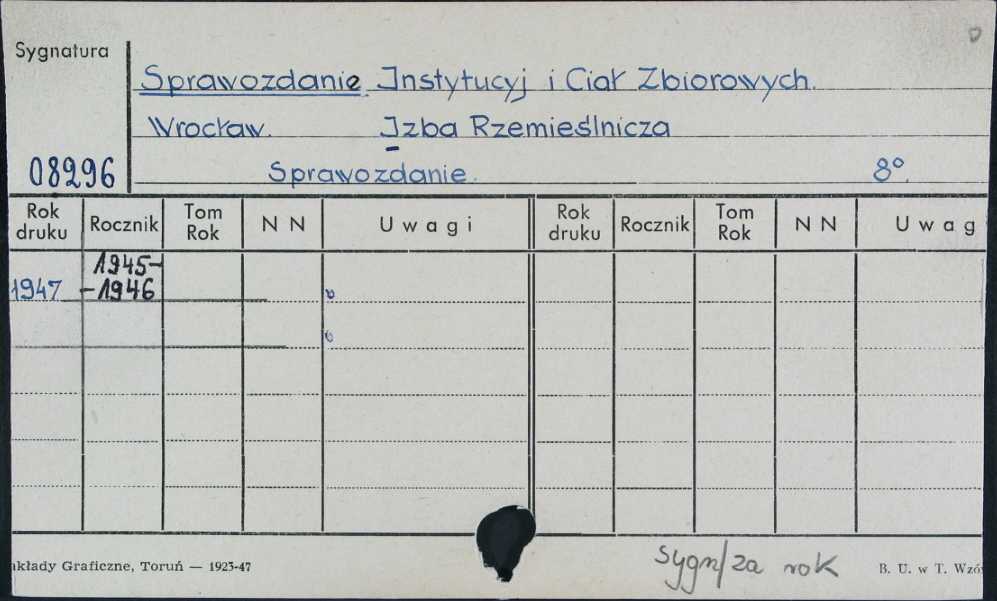 Sygnatura
Sprawozdanie Instytucyj i Ciał Zbiorowych.
Wrocław. Izba Rzemieślnicza
08296 Sprawozdanie. 8°.
Rok druku Rocznik Tom Rok N N Uwagi Rok druku Rocznik Tom Rok N N Uwag
1945-
1947 -1946
akłady Graficzne, Toruń — 1923-47 B. U. w T. Wzó
sygn/za rok